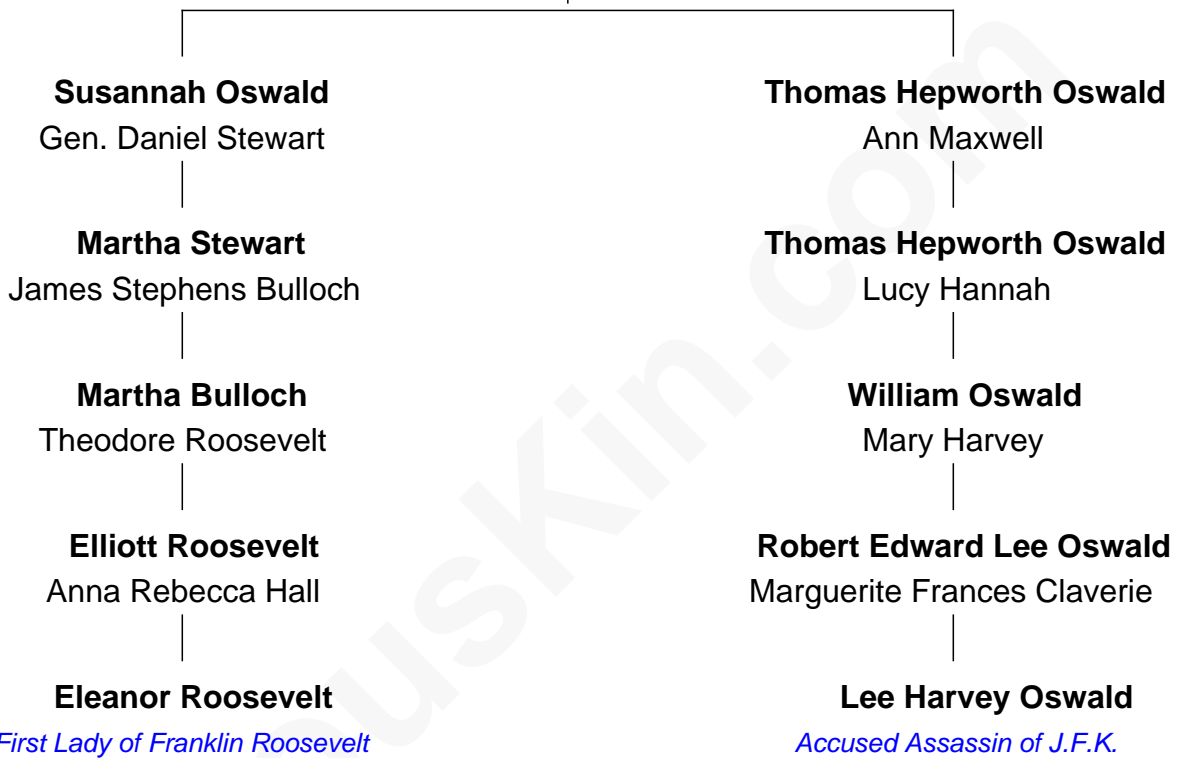 Susannah Oswald
Gen. Daniel Stewart
Thomas Hepworth Oswald
Ann Maxwell
Martha Stewart
James Stephens Bulloch
Thomas Hepworth Oswald
Lucy Hannah
Martha Bulloch
Theodore Roosevelt
William Oswald
Mary Harvey
Elliott Roosevelt
Anna Rebecca Hall
Robert Edward Lee Oswald
Marguerite Frances Claverie
Eleanor Roosevelt
First Lady of Franklin Roosevelt
Lee Harvey Oswald
Accused Assassin of J.F.K.
usKin.com